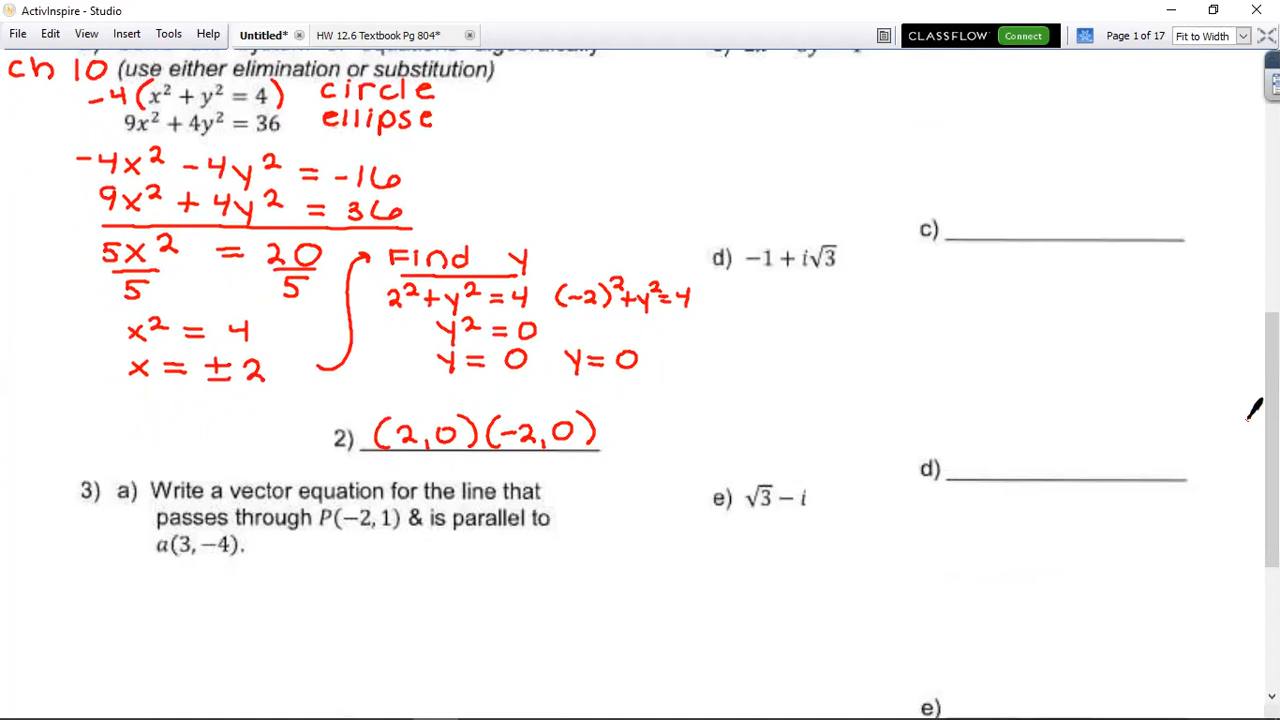 ActivInspire - Studio
File Edit View Insert Tools Help Untitled* HW 12.6 Textbook Pg 804* CLASSFLOW Connect Page 1 of 17 Fit to Width
ch 10 (use either elimination or substitution)
-4(x² + y² = 4) circle
9x² + 4y² = 36 ellipse
-4x² - 4y² = -16
9x² + 4y² = 36
5x² = 20
5 5
x² = 4
x = ±2
Find y
2² + y² = 4 (-2)² + y² = 4
y² = 0
y = 0 y = 0
2) (2,0)(-2,0)
3) a) Write a vector equation for the line that
passes through P(−2, 1) & is parallel to
a(3, −4).
c)
d) −1 + i√3
d)
e) √3 − i
e)